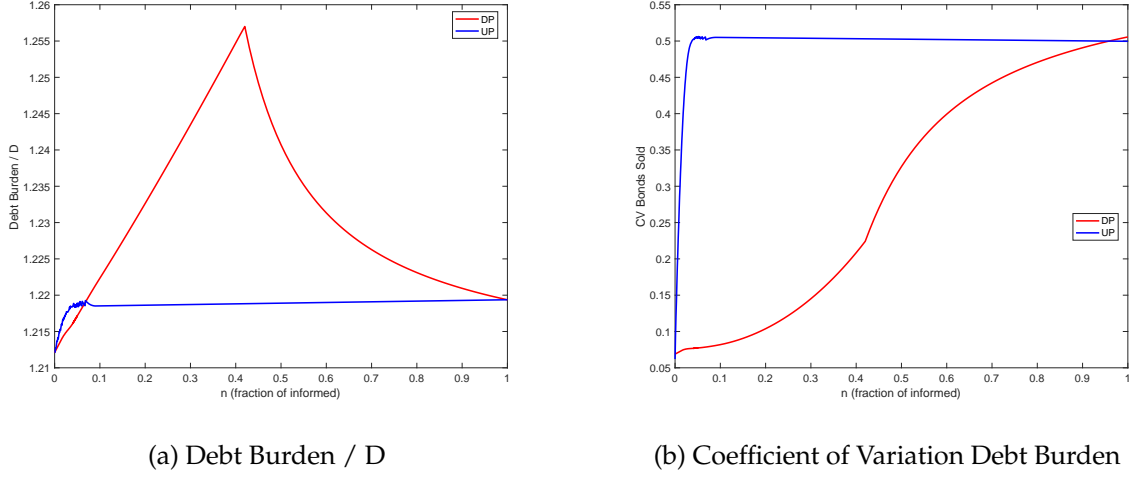 1.26
1.255
1.25
1.245
1.24
1.235
1.23
1.225
1.22
1.215
1.21
Debt Burden / D
DP
UP
0 0.1 0.2 0.3 0.4 0.5 0.6 0.7 0.8 0.9 1
n (fraction of informed)
(a) Debt Burden / D
0.55
0.5
0.45
0.4
0.35
0.3
0.25
0.2
0.15
0.1
0.05
CV Bonds Sold
DP
UP
0 0.1 0.2 0.3 0.4 0.5 0.6 0.7 0.8 0.9 1
n (fraction of informed)
(b) Coefficient of Variation Debt Burden